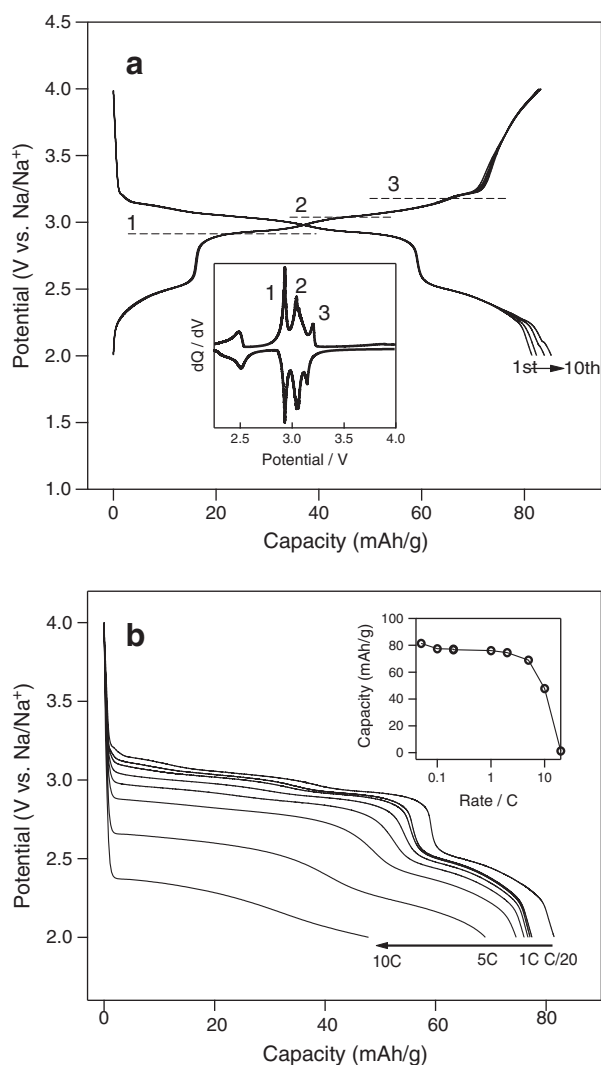 a
Potential (V vs. Na/Na⁺)
4.5
4.0
3.5
3.0
2.5
2.0
1.5
1.0
1
2
3
1st
10th
dQ / dV
1
2
3
2.5 3.0 3.5 4.0
Potential / V
0 20 40 60 80
Capacity (mAh/g)
b
Potential (V vs. Na/Na⁺)
4.0
3.0
2.0
Capacity (mAh/g)
100
80
60
40
20
0
0.1 1 10
Rate / C
10C 5C 1C C/20
0 20 40 60 80
Capacity (mAh/g)